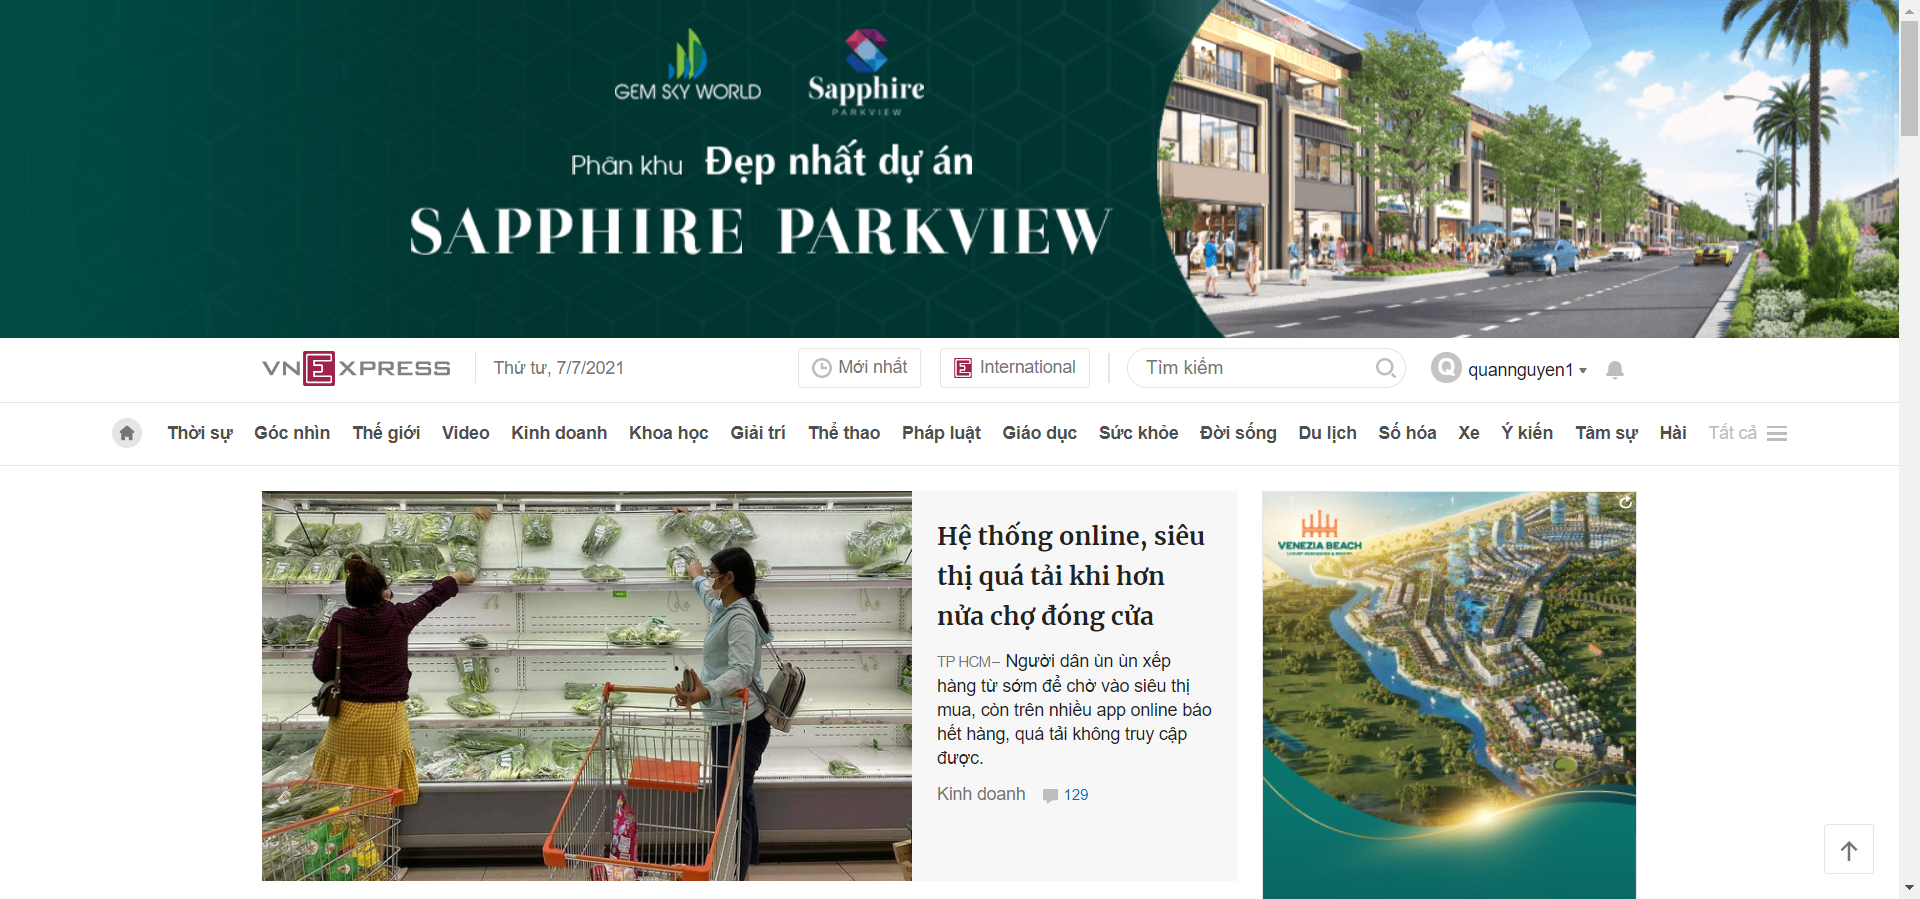 GEM SKY WORLD
Sapphire
PARKVIEW
Phân khu Đẹp nhất dự án
SAPPHIRE PARKVIEW
VNEXPRESS
Thứ tư, 7/7/2021
Mới nhất
E International
Tìm kiếm
Q quannguyen1
Thời sự Góc nhìn Thế giới Video Kinh doanh Khoa học Giải trí Thể thao Pháp luật Giáo dục Sức khỏe Đời sống Du lịch Số hóa Xe Ý kiến Tâm sự Hài Tất cả
Hệ thống online, siêu
thị quá tải khi hơn
nửa chợ đóng cửa
TP HCM– Người dân ùn ùn xếp
hàng từ sớm để chờ vào siêu thị
mua, còn trên nhiều app online báo
hết hàng, quá tải không truy cập
được.
Kinh doanh 129
VENEZIA BEACH
LUXURY RESIDENCES & RESORT